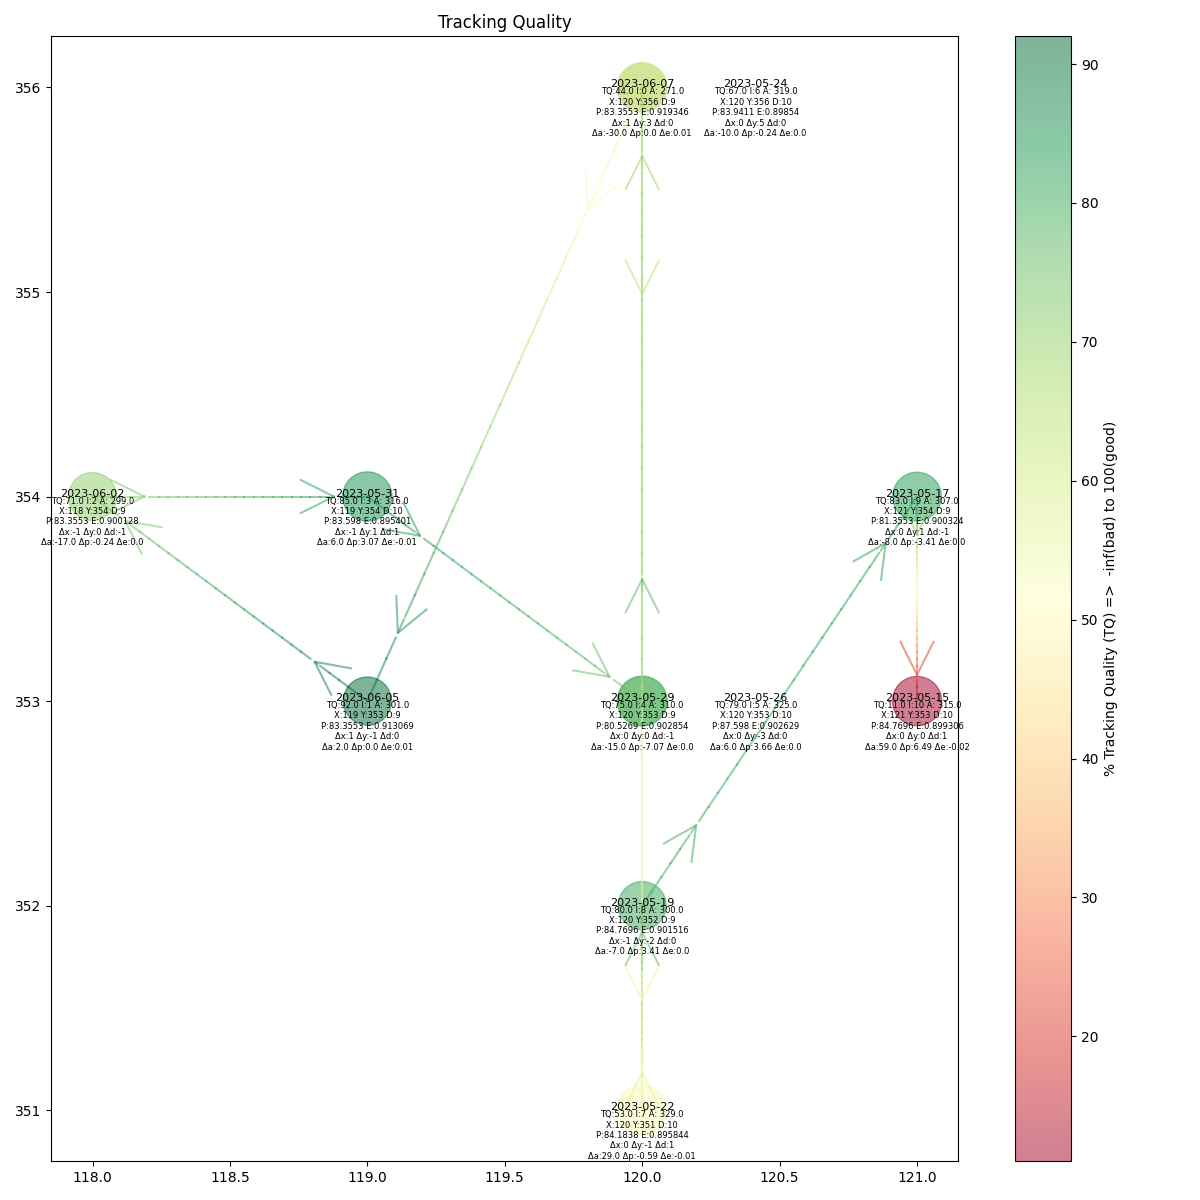 Tracking Quality
356
355
354
353
352
351
118.0
118.5
119.0
119.5
120.0
120.5
121.0
2023-06-07
TQ:44.0 I:0 A: 271.0
X:120 Y:356 D:9
P:83.3553 E:0.919346
Δx:1 Δy:3 Δd:0
Δa:-30.0 Δp:0.0 Δe:0.01
2023-05-24
TQ:67.0 I:6 A: 319.0
X:120 Y:356 D:10
P:83.9411 E:0.89854
Δx:0 Δy:5 Δd:0
Δa:-10.0 Δp:-0.24 Δe:0.0
2023-06-02
TQ:71.0 I:2 A: 299.0
X:118 Y:354 D:9
P:83.3553 E:0.900128
Δx:-1 Δy:0 Δd:-1
Δa:-17.0 Δp:-0.24 Δe:0.0
2023-05-31
TQ:85.0 I:3 A: 316.0
X:119 Y:354 D:10
P:83.598 E:0.895401
Δx:-1 Δy:1 Δd:1
Δa:6.0 Δp:3.07 Δe:-0.01
2023-05-17
TQ:83.0 I:9 A: 307.0
X:121 Y:354 D:9
P:81.3553 E:0.900324
Δx:0 Δy:1 Δd:-1
Δa:-8.0 Δp:-3.41 Δe:0.0
2023-06-05
TQ:92.0 I:1 A: 301.0
X:119 Y:353 D:9
P:83.3553 E:0.913069
Δx:1 Δy:-1 Δd:0
Δa:2.0 Δp:0.0 Δe:0.01
2023-05-29
TQ:75.0 I:4 A: 310.0
X:120 Y:353 D:9
P:80.5269 E:0.902854
Δx:0 Δy:0 Δd:-1
Δa:-15.0 Δp:-7.07 Δe:0.0
2023-05-26
TQ:79.0 I:5 A: 325.0
X:120 Y:353 D:10
P:87.598 E:0.902629
Δx:0 Δy:-3 Δd:0
Δa:6.0 Δp:3.66 Δe:0.0
2023-05-15
TQ:11.0 I:10 A: 315.0
X:121 Y:353 D:10
P:84.7696 E:0.899306
Δx:0 Δy:0 Δd:1
Δa:59.0 Δp:6.49 Δe:-0.02
2023-05-19
TQ:80.0 I:8 A: 300.0
X:120 Y:352 D:9
P:84.7696 E:0.901516
Δx:-1 Δy:-2 Δd:0
Δa:-7.0 Δp:3.41 Δe:0.0
2023-05-22
TQ:53.0 I:7 A: 329.0
X:120 Y:351 D:10
P:84.1838 E:0.895844
Δx:0 Δy:-1 Δd:1
Δa:29.0 Δp:-0.59 Δe:-0.01
90
80
70
60
50
40
30
20
% Tracking Quality (TQ) => -inf(bad) to 100(good)